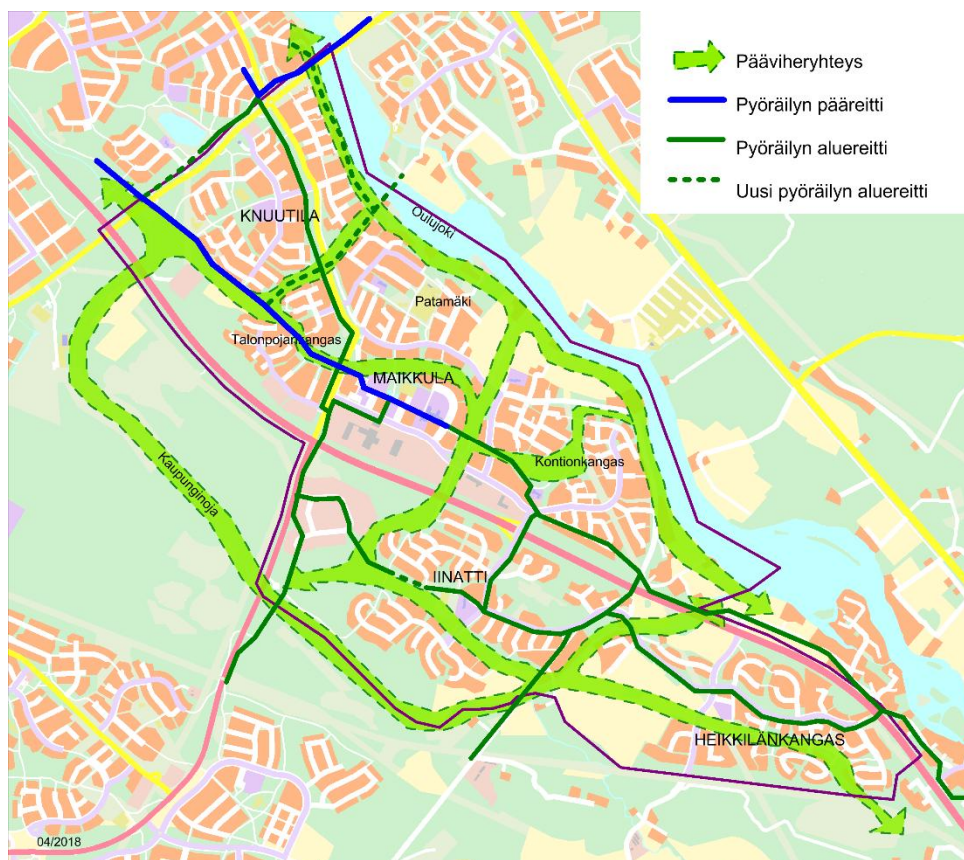 Pääviheryhteys
Pyöräilyn pääreitti
Pyöräilyn aluereitti
Uusi pyöräilyn aluereitti
KNUUTILA
Oulujoki
Patamäki
Talonpojankangas
MAIKKULA
Kontionkangas
Kaupunginoja
IINATTI
HEIKKILÄNKANGAS
04/2018